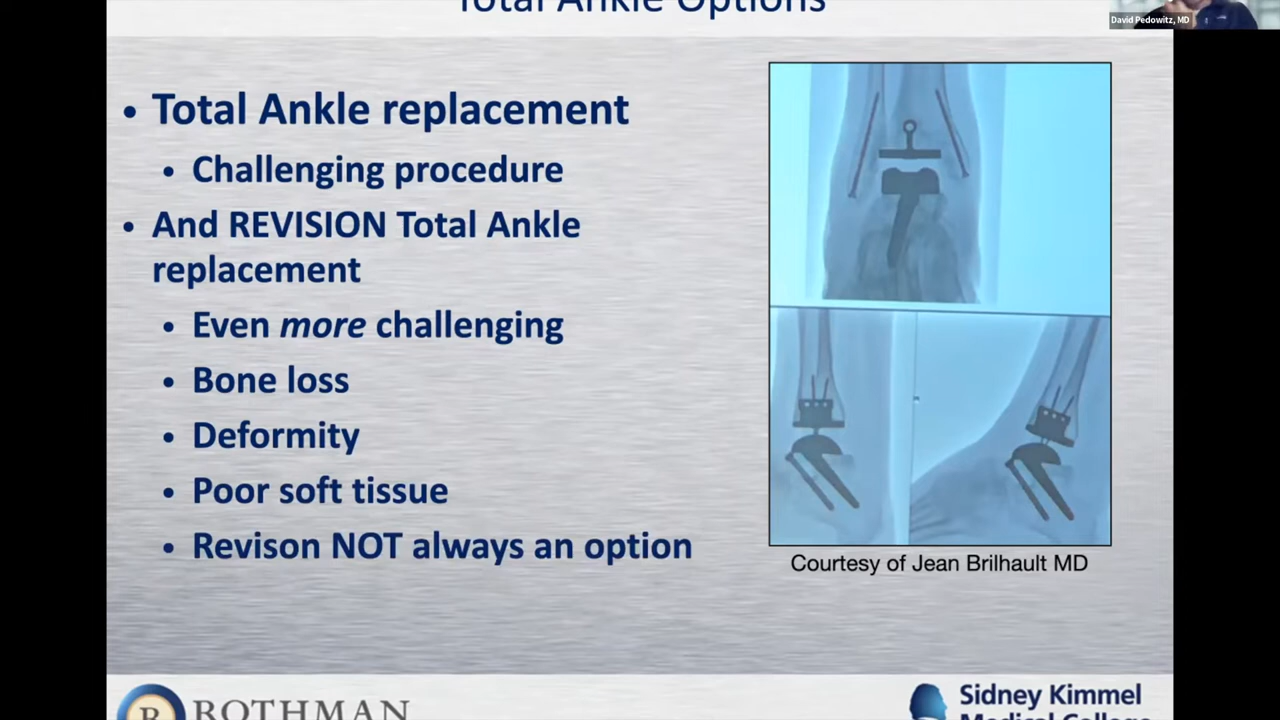 Total Ankle Options
David Pedowitz, MD
• Total Ankle replacement
• Challenging procedure
• And REVISION Total Ankle
replacement
• Even more challenging
• Bone loss
• Deformity
• Poor soft tissue
• Revison NOT always an option
Courtesy of Jean Brilhault MD
R ROTHMAN
Sidney Kimmel
Medical College